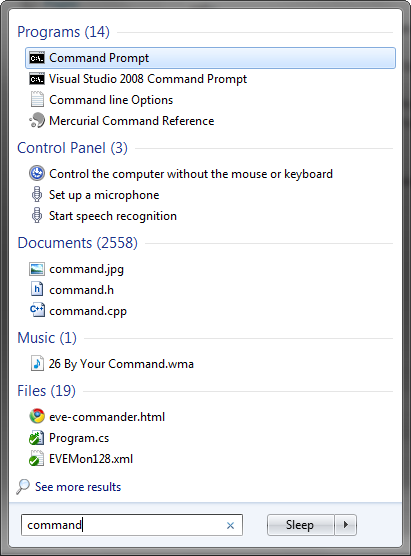 Programs (14)
Command Prompt
Visual Studio 2008 Command Prompt
Command line Options
Mercurial Command Reference
Control Panel (3)
Control the computer without the mouse or keyboard
Set up a microphone
Start speech recognition
Documents (2558)
command.jpg
command.h
command.cpp
Music (1)
26 By Your Command.wma
Files (19)
eve-commander.html
Program.cs
EVEMon128.xml
See more results
command
Sleep